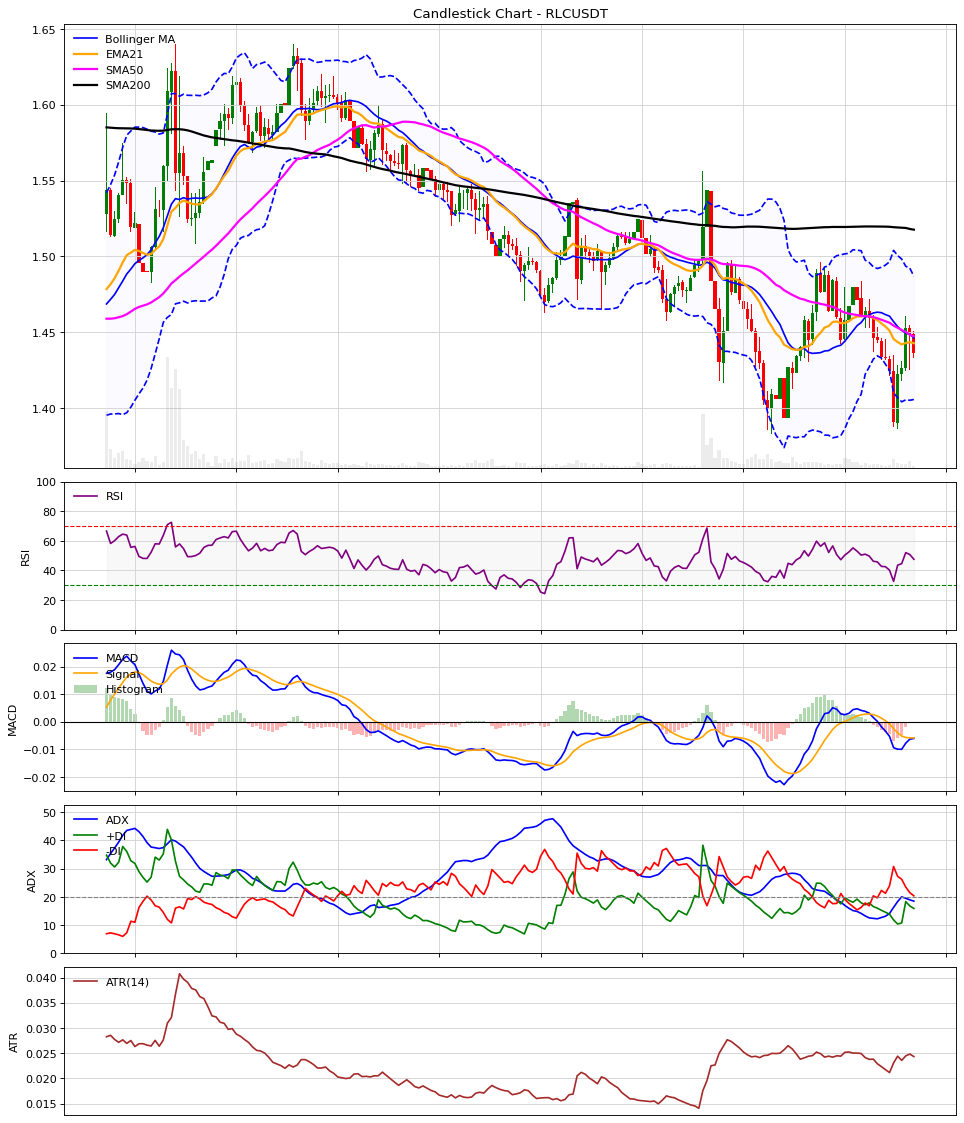 Candlestick Chart - RLCUSDT
1.65
1.60
1.55
1.50
1.45
1.40
Bollinger MA
EMA21
SMA50
SMA200
100
80
60
40
20
0
RSI
RSI
0.02
0.01
0.00
−0.01
−0.02
MACD
MACD
Signal
Histogram
50
40
30
20
10
0
ADX
ADX
+DI
-DI
0.040
0.035
0.030
0.025
0.020
0.015
ATR
ATR(14)